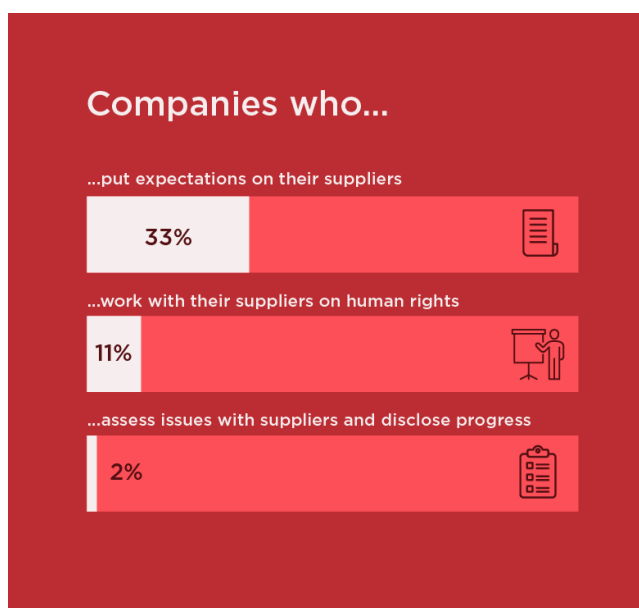 Companies who...
...put expectations on their suppliers
33%
...work with their suppliers on human rights
11%
...assess issues with suppliers and disclose progress
2%